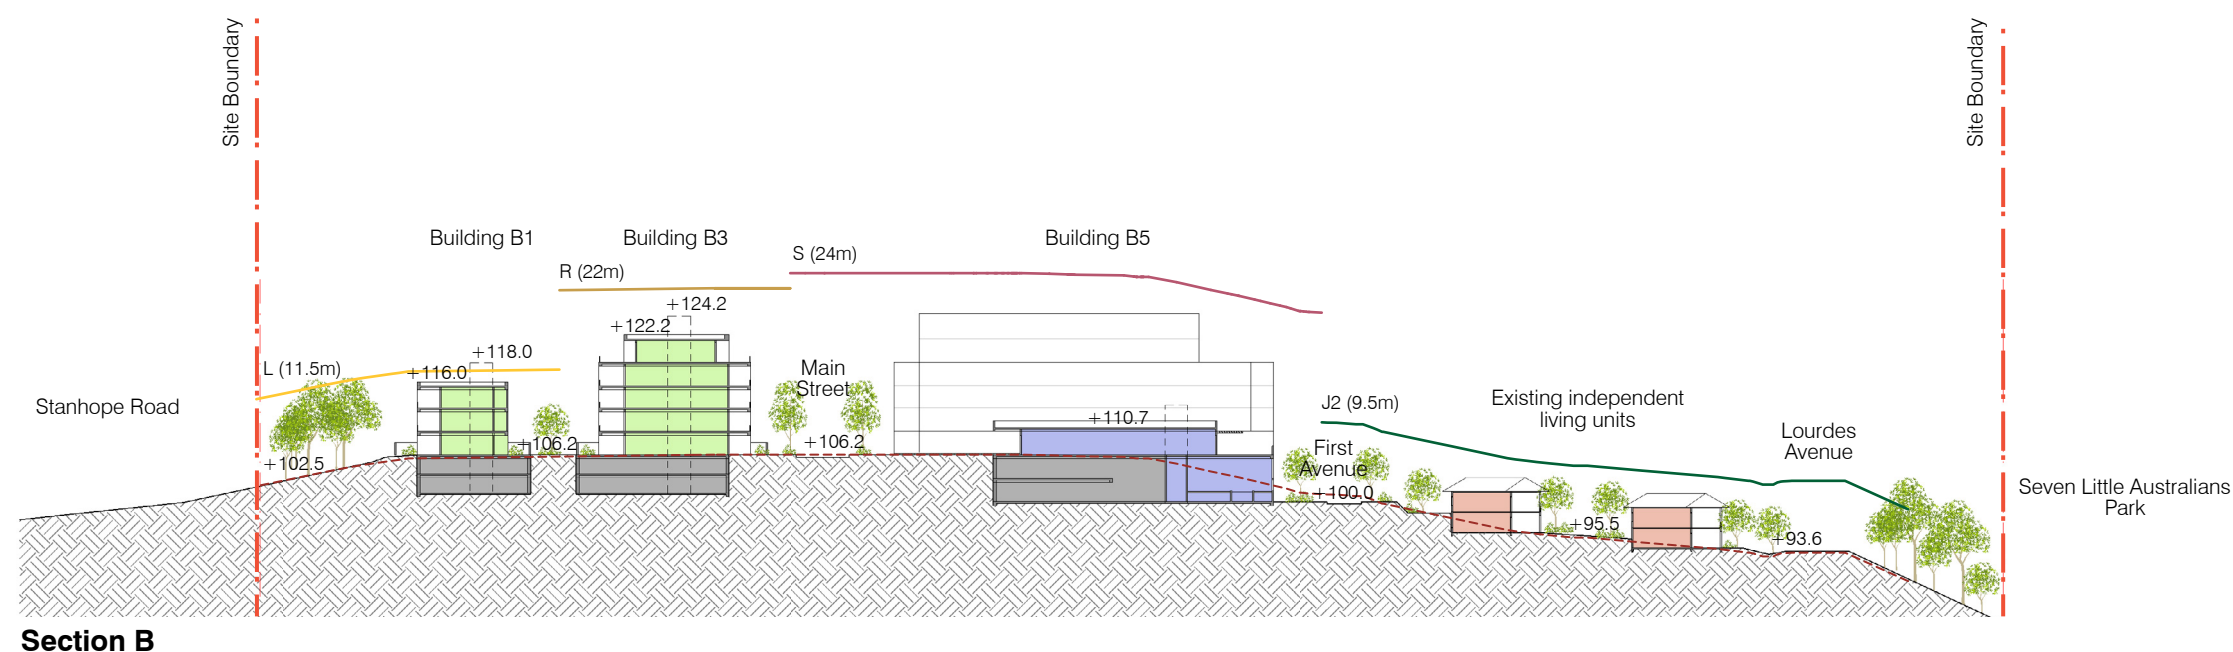 Site Boundary
Site Boundary
Building B1
Building B3
Building B5
S (24m)
R (22m)
+124.2
+122.2
+118.0
L (11.5m)
+116.0
Main
Street
Stanhope Road
J2 (9.5m)
Existing independent
living units
+110.7
Lourdes
Avenue
+106.2
+106.2
First
Avenue
+102.5
+100.0
Seven Little Australians
Park
+95.5
+93.6
Section B